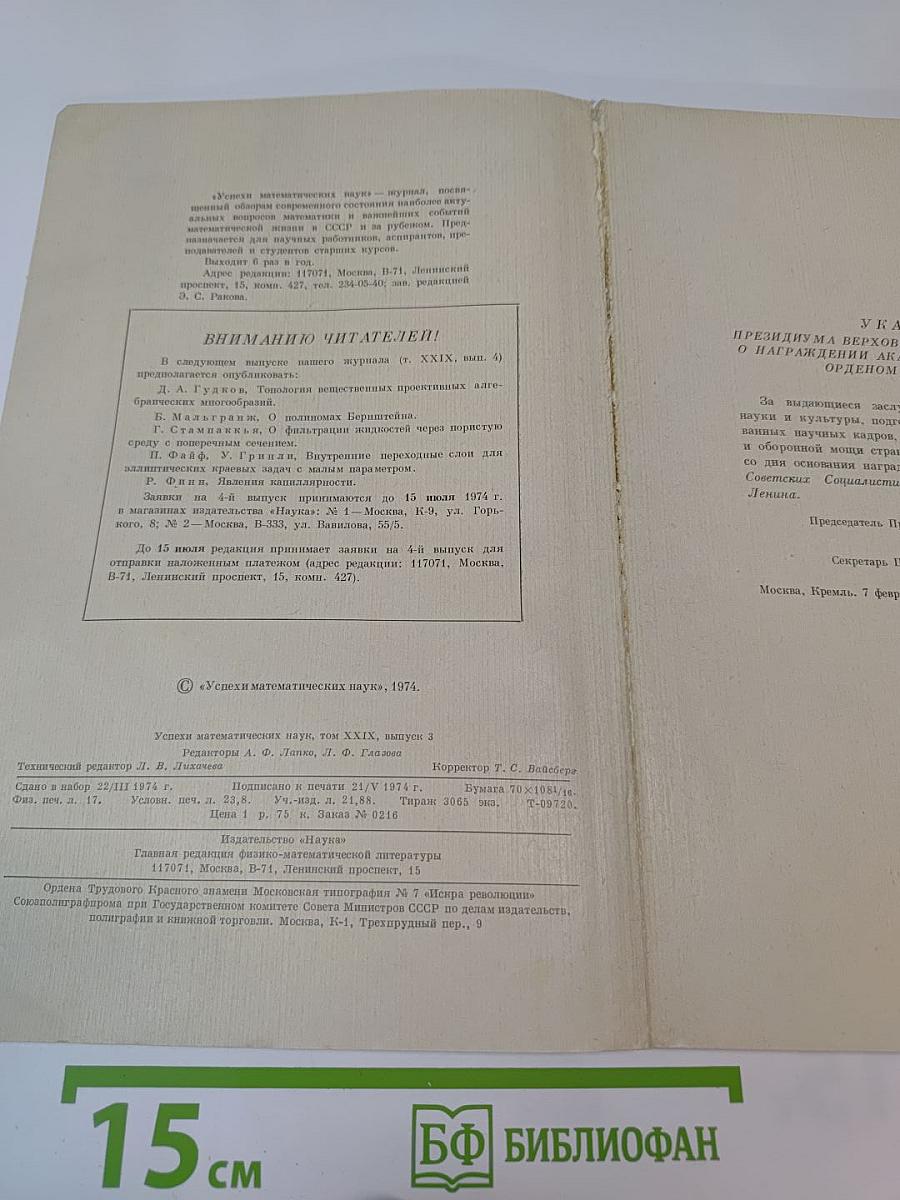 «Успехи математических наук» — журнал, посвя-
щенный обзорам современного состояния наиболее акту-
альных вопросов математики и важнейших событий
математической жизни в СССР и за рубежом. Пред-
назначается для научных работников, аспирантов, пре-
подавателей и студентов старших курсов.
Выходит 6 раз в год.
Адрес редакции: 117071, Москва, В-71, Ленинский
проспект, 15, комн. 427, тел. 234-05-40; зав. редакцией
Э. С. Ракова.
ВНИМАНИЮ ЧИТАТЕЛЕЙ!
В следующем выпуске нашего журнала (т. XXIX, вып. 4)
предполагается опубликовать:
Д. А. Гудков, Топология вещественных проективных алге-
браических многообразий.
Б. Мальгранж, О полиномах Бернштейна.
Г. Стампаккья, О фильтрации жидкостей через пористую
среду с поперечным сечением.
П. Файф, У. Гринли, Внутренние переходные слои для
эллиптических краевых задач с малым параметром.
Р. Финн, Явления капиллярности.
Заявки на 4-й выпуск принимаются до 15 июля 1974 г.
в магазинах издательства «Наука»: № 1 — Москва, К-9, ул. Горь-
кого, 8; № 2 — Москва, В-333, ул. Вавилова, 55/5.
До 15 июля редакция принимает заявки на 4-й выпуск для
отправки наложенным платежом (адрес редакции: 117071, Москва,
В-71, Ленинский проспект, 15, комн. 427).
© «Успехи математических наук», 1974.
Успехи математических наук, том XXIX, выпуск 3
Редакторы А. Ф. Лапко, Л. Ф. Глазова
Технический редактор Л. В. Лихачева Корректор Т. С. Вайсберг
Сдано в набор 22/III 1974 г. Подписано к печати 21/V 1974 г. Бумага 70×108¹/₁₆.
Физ. печ. л. 17. Условн. печ. л. 23,8. Уч.-изд. л. 21,88. Тираж 3065 экз. Т-09720.
Цена 1 р. 75 к. Заказ № 0216
Издательство «Наука»
Главная редакция физико-математической литературы
117071, Москва, В-71, Ленинский проспект, 15
Ордена Трудового Красного знамени Московская типография № 7 «Искра революции»
Союзполиграфпрома при Государственном комитете Совета Министров СССР по делам издательств,
полиграфии и книжной торговли. Москва, К-1, Трехпрудный пер., 9
УКА
ПРЕЗИДИУМА ВЕРХОВ
О НАГРАЖДЕНИИ АКА
ОРДЕНОМ
За выдающиеся заслу
науки и культуры, подго
ванных научных кадров,
и оборонной мощи стран
со дня основания наград
Советских Социалисти
Ленина.
Председатель Пр
Секретарь П
Москва, Кремль. 7 февр
15 см
БФ БИБЛИОФАН